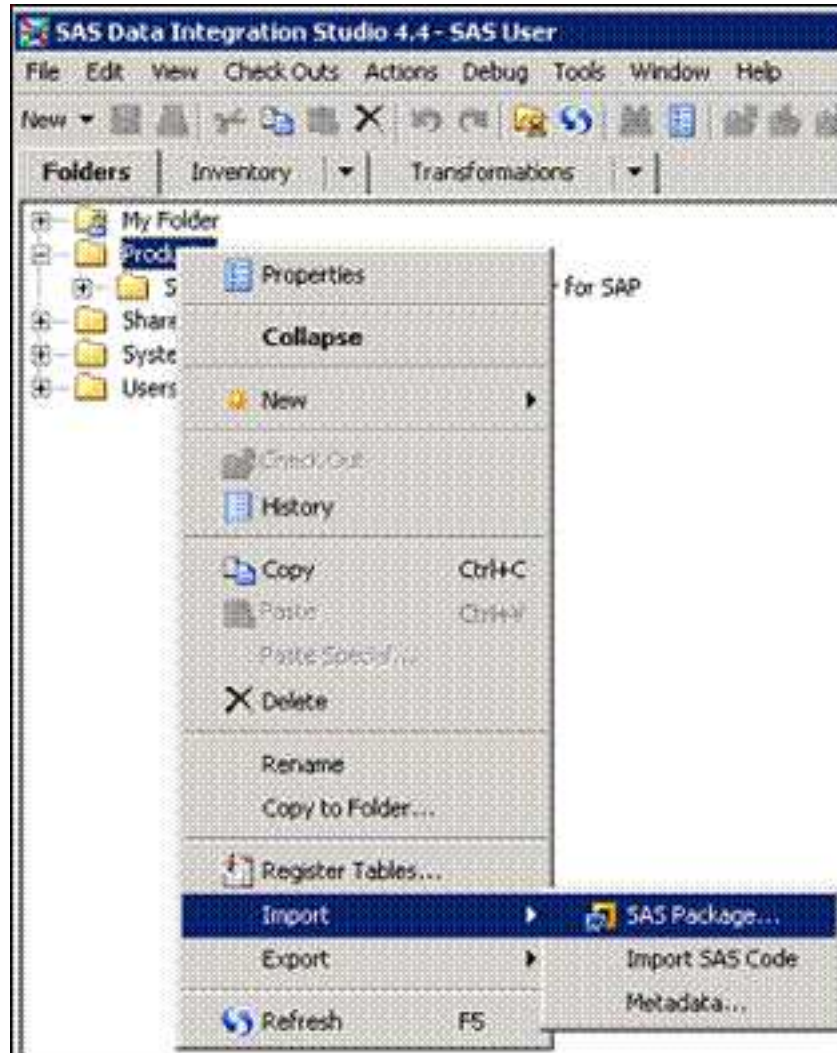 SAS Data Integration Studio 4.4 - SAS User
File Edit View Check Outs Actions Debug Tools Window Help
New
Folders Inventory Transformations
My Folder
Produ
S
for SAP
Share
Syste
Users
Properties
Collapse
New
Check Out
History
Copy Ctrl+C
Paste Ctrl+V
Paste Special...
Delete
Rename
Copy to Folder...
Register Tables...
Import
Export
Refresh F5
SAS Package...
Import SAS Code
Metadata...